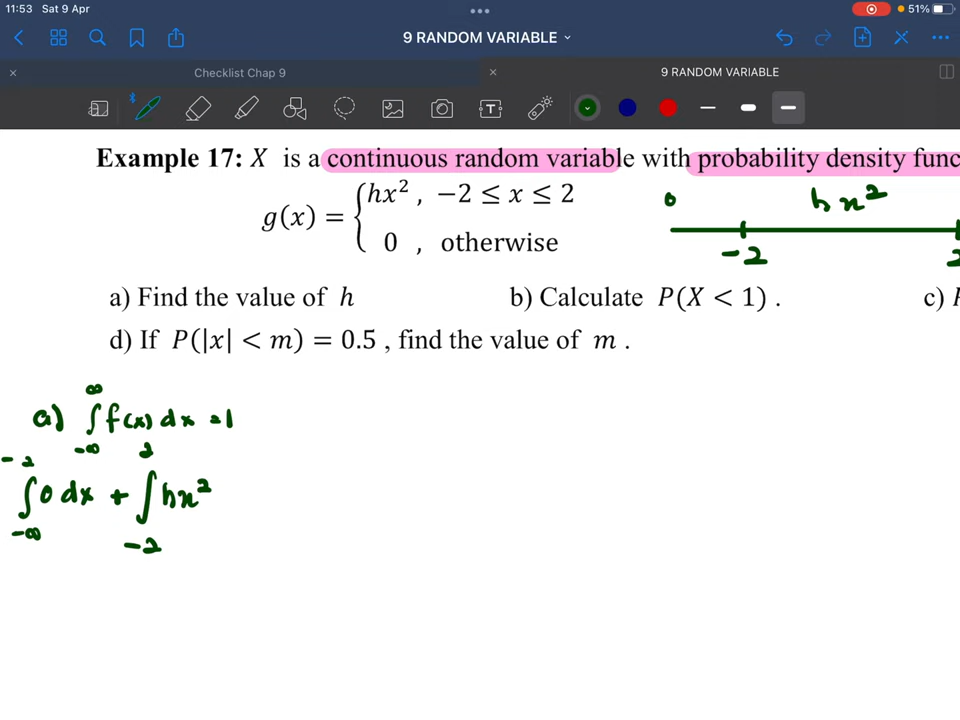 11:53 Sat 9 Apr
51%
9 RANDOM VARIABLE
Checklist Chap 9
9 RANDOM VARIABLE
T
Example 17: X is a continuous random variable with probability density func
g(x) = { hx², −2 ≤ x ≤ 2
0 , otherwise
0 hx²
-2 2
a) Find the value of h b) Calculate P(X < 1) . c)
d) If P(|x| < m) = 0.5 , find the value of m .
a) ∫_{-∞}^{∞} f(x) dx = 1
∫_{-∞}^{-2} 0 dx + ∫_{-2}^{2} hx²